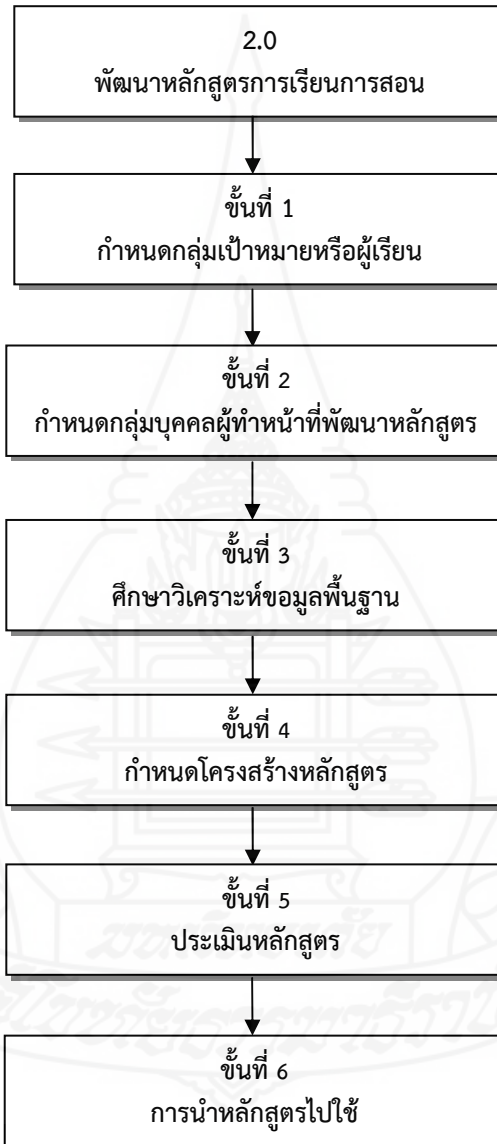 2.0
พัฒนาหลักสูตรการเรียนการสอน
ขั้นที่ 1
กำหนดกลุ่มเป้าหมายหรือผู้เรียน
ขั้นที่ 2
กำหนดกลุ่มบุคคลผู้ทำหน้าที่พัฒนาหลักสูตร
ขั้นที่ 3
ศึกษาวิเคราะห์ขอมูลพื้นฐาน
ขั้นที่ 4
กำหนดโครงสร้างหลักสูตร
ขั้นที่ 5
ประเมินหลักสูตร
ขั้นที่ 6
การนำหลักสูตรไปใช้